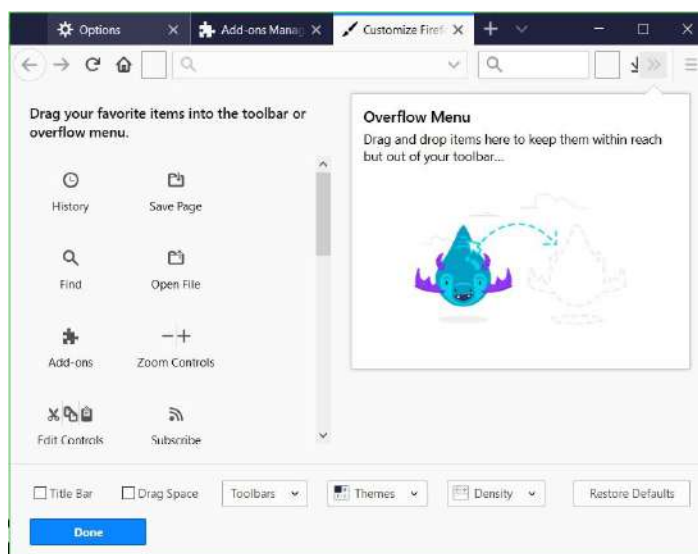 Options
Add-ons Manag
Customize Firef
Drag your favorite items into the toolbar or
overflow menu.
History
Save Page
Find
Open File
Add-ons
Zoom Controls
Edit Controls
Subscribe
Overflow Menu
Drag and drop items here to keep them within reach
but out of your toolbar...
Title Bar
Drag Space
Toolbars
Themes
Density
Restore Defaults
Done